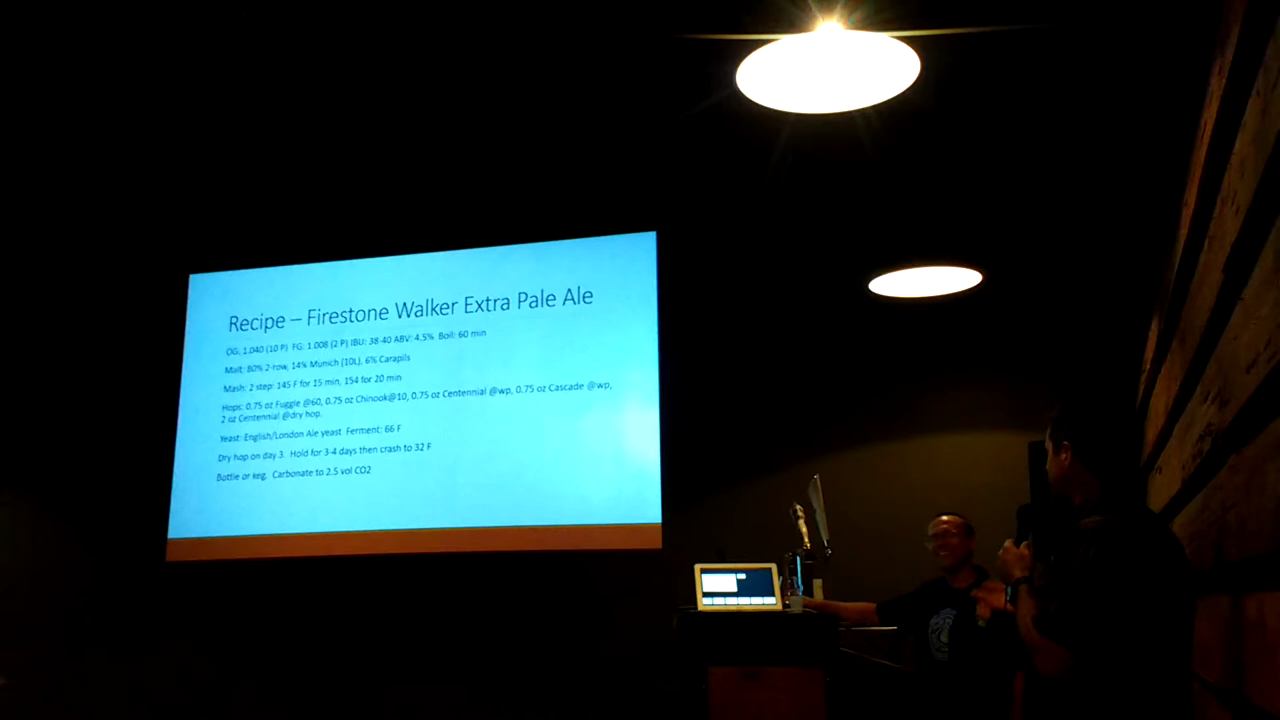 Recipe – Firestone Walker Extra Pale Ale
OG: 1.040 (10 P) FG: 1.008 (2 P) IBU: 38-40 ABV: 4.5% Boil: 60 min
Malt: 80% 2-row, 14% Munich (10L), 6% Carapils
Mash: 2 step: 145 F for 15 min, 154 for 20 min
Hops: 0.75 oz Fuggle @60, 0.75 oz Chinook@10, 0.75 oz Centennial @wp, 0.75 oz Cascade @wp,
2 oz Centennial @dry hop.
Yeast: English/London Ale yeast Ferment: 66 F
Dry hop on day 3. Hold for 3-4 days then crash to 32 F
Bottle or keg. Carbonate to 2.5 vol CO2